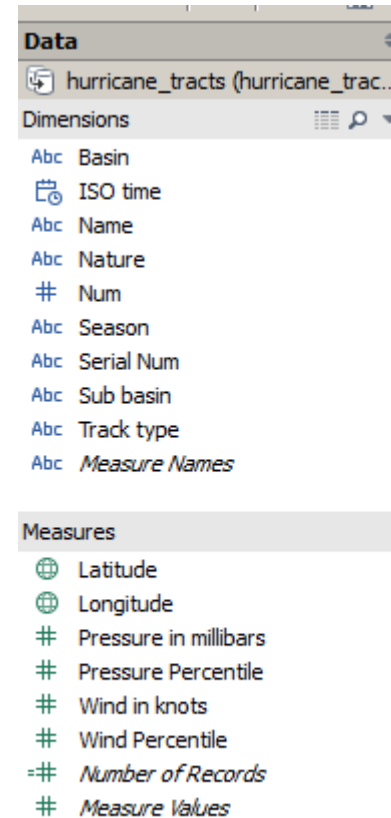 Data
hurricane_tracts (hurricane_trac...
Dimensions
Abc Basin
ISO time
Abc Name
Abc Nature
# Num
Abc Season
Abc Serial Num
Abc Sub basin
Abc Track type
Abc Measure Names
Measures
Latitude
Longitude
# Pressure in millibars
# Pressure Percentile
# Wind in knots
# Wind Percentile
=# Number of Records
# Measure Values